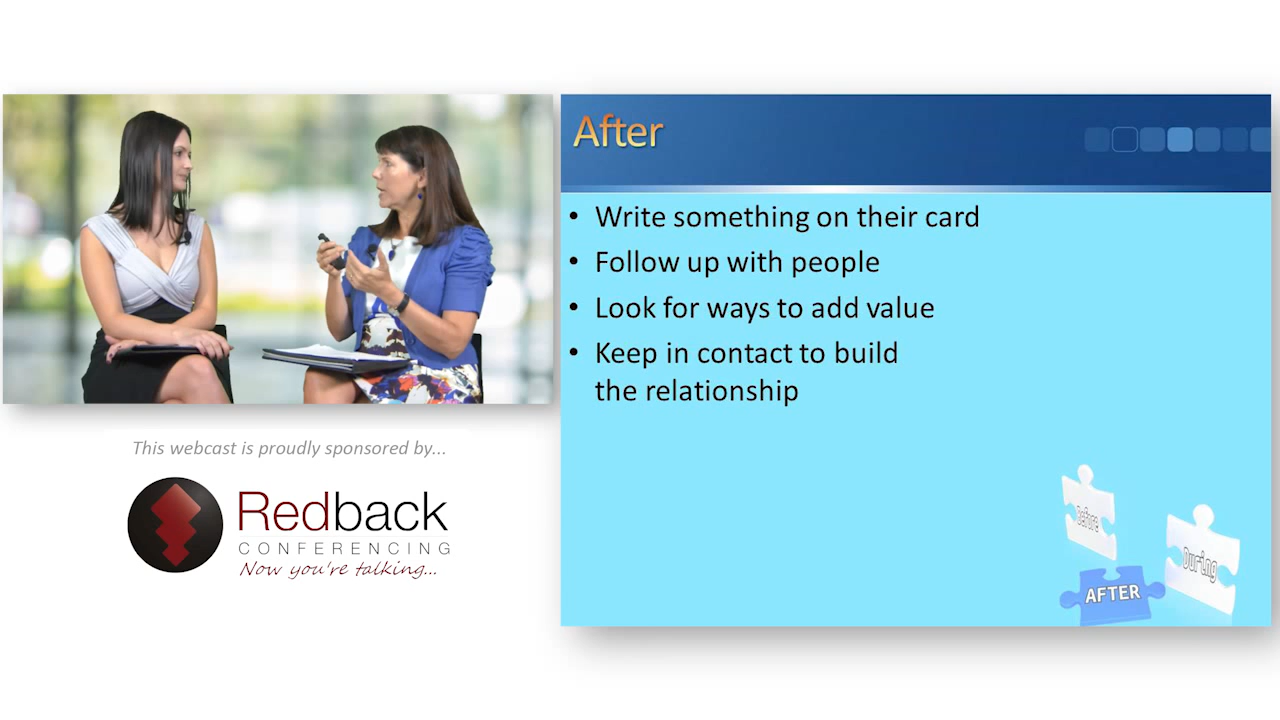 After
• Write something on their card
• Follow up with people
• Look for ways to add value
• Keep in contact to build
the relationship
This webcast is proudly sponsored by...
Redback
CONFERENCING
Now you're talking...
Before
During
AFTER